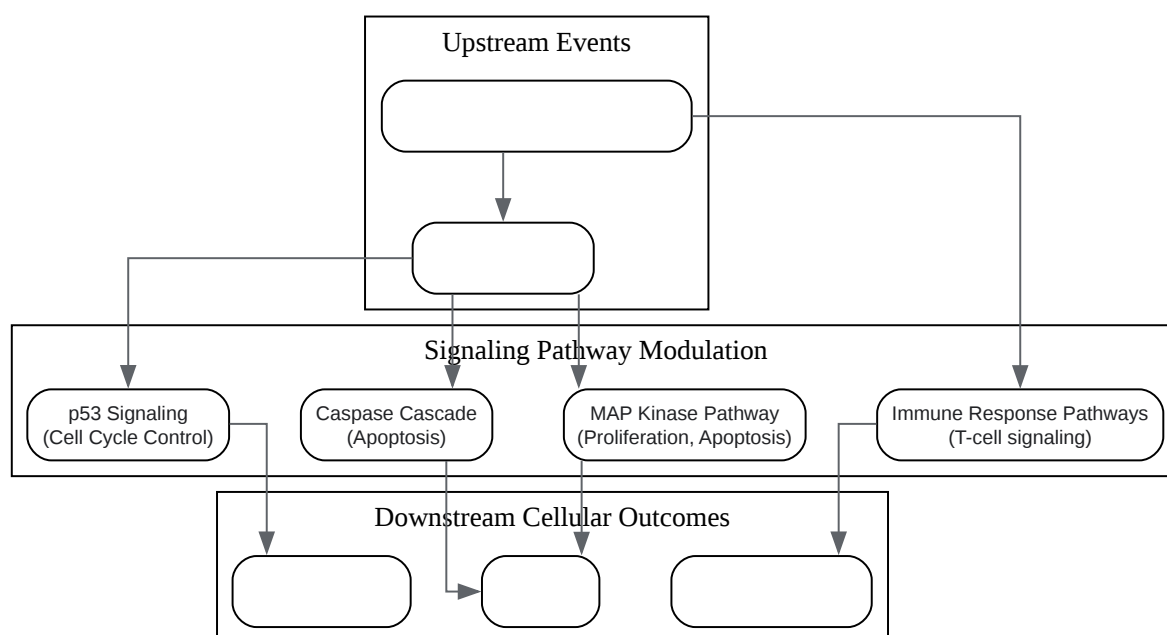 Upstream Events
Signaling Pathway Modulation
p53 Signaling
(Cell Cycle Control)
Caspase Cascade
(Apoptosis)
MAP Kinase Pathway
(Proliferation, Apoptosis)
Immune Response Pathways
(T-cell signaling)
Downstream Cellular Outcomes